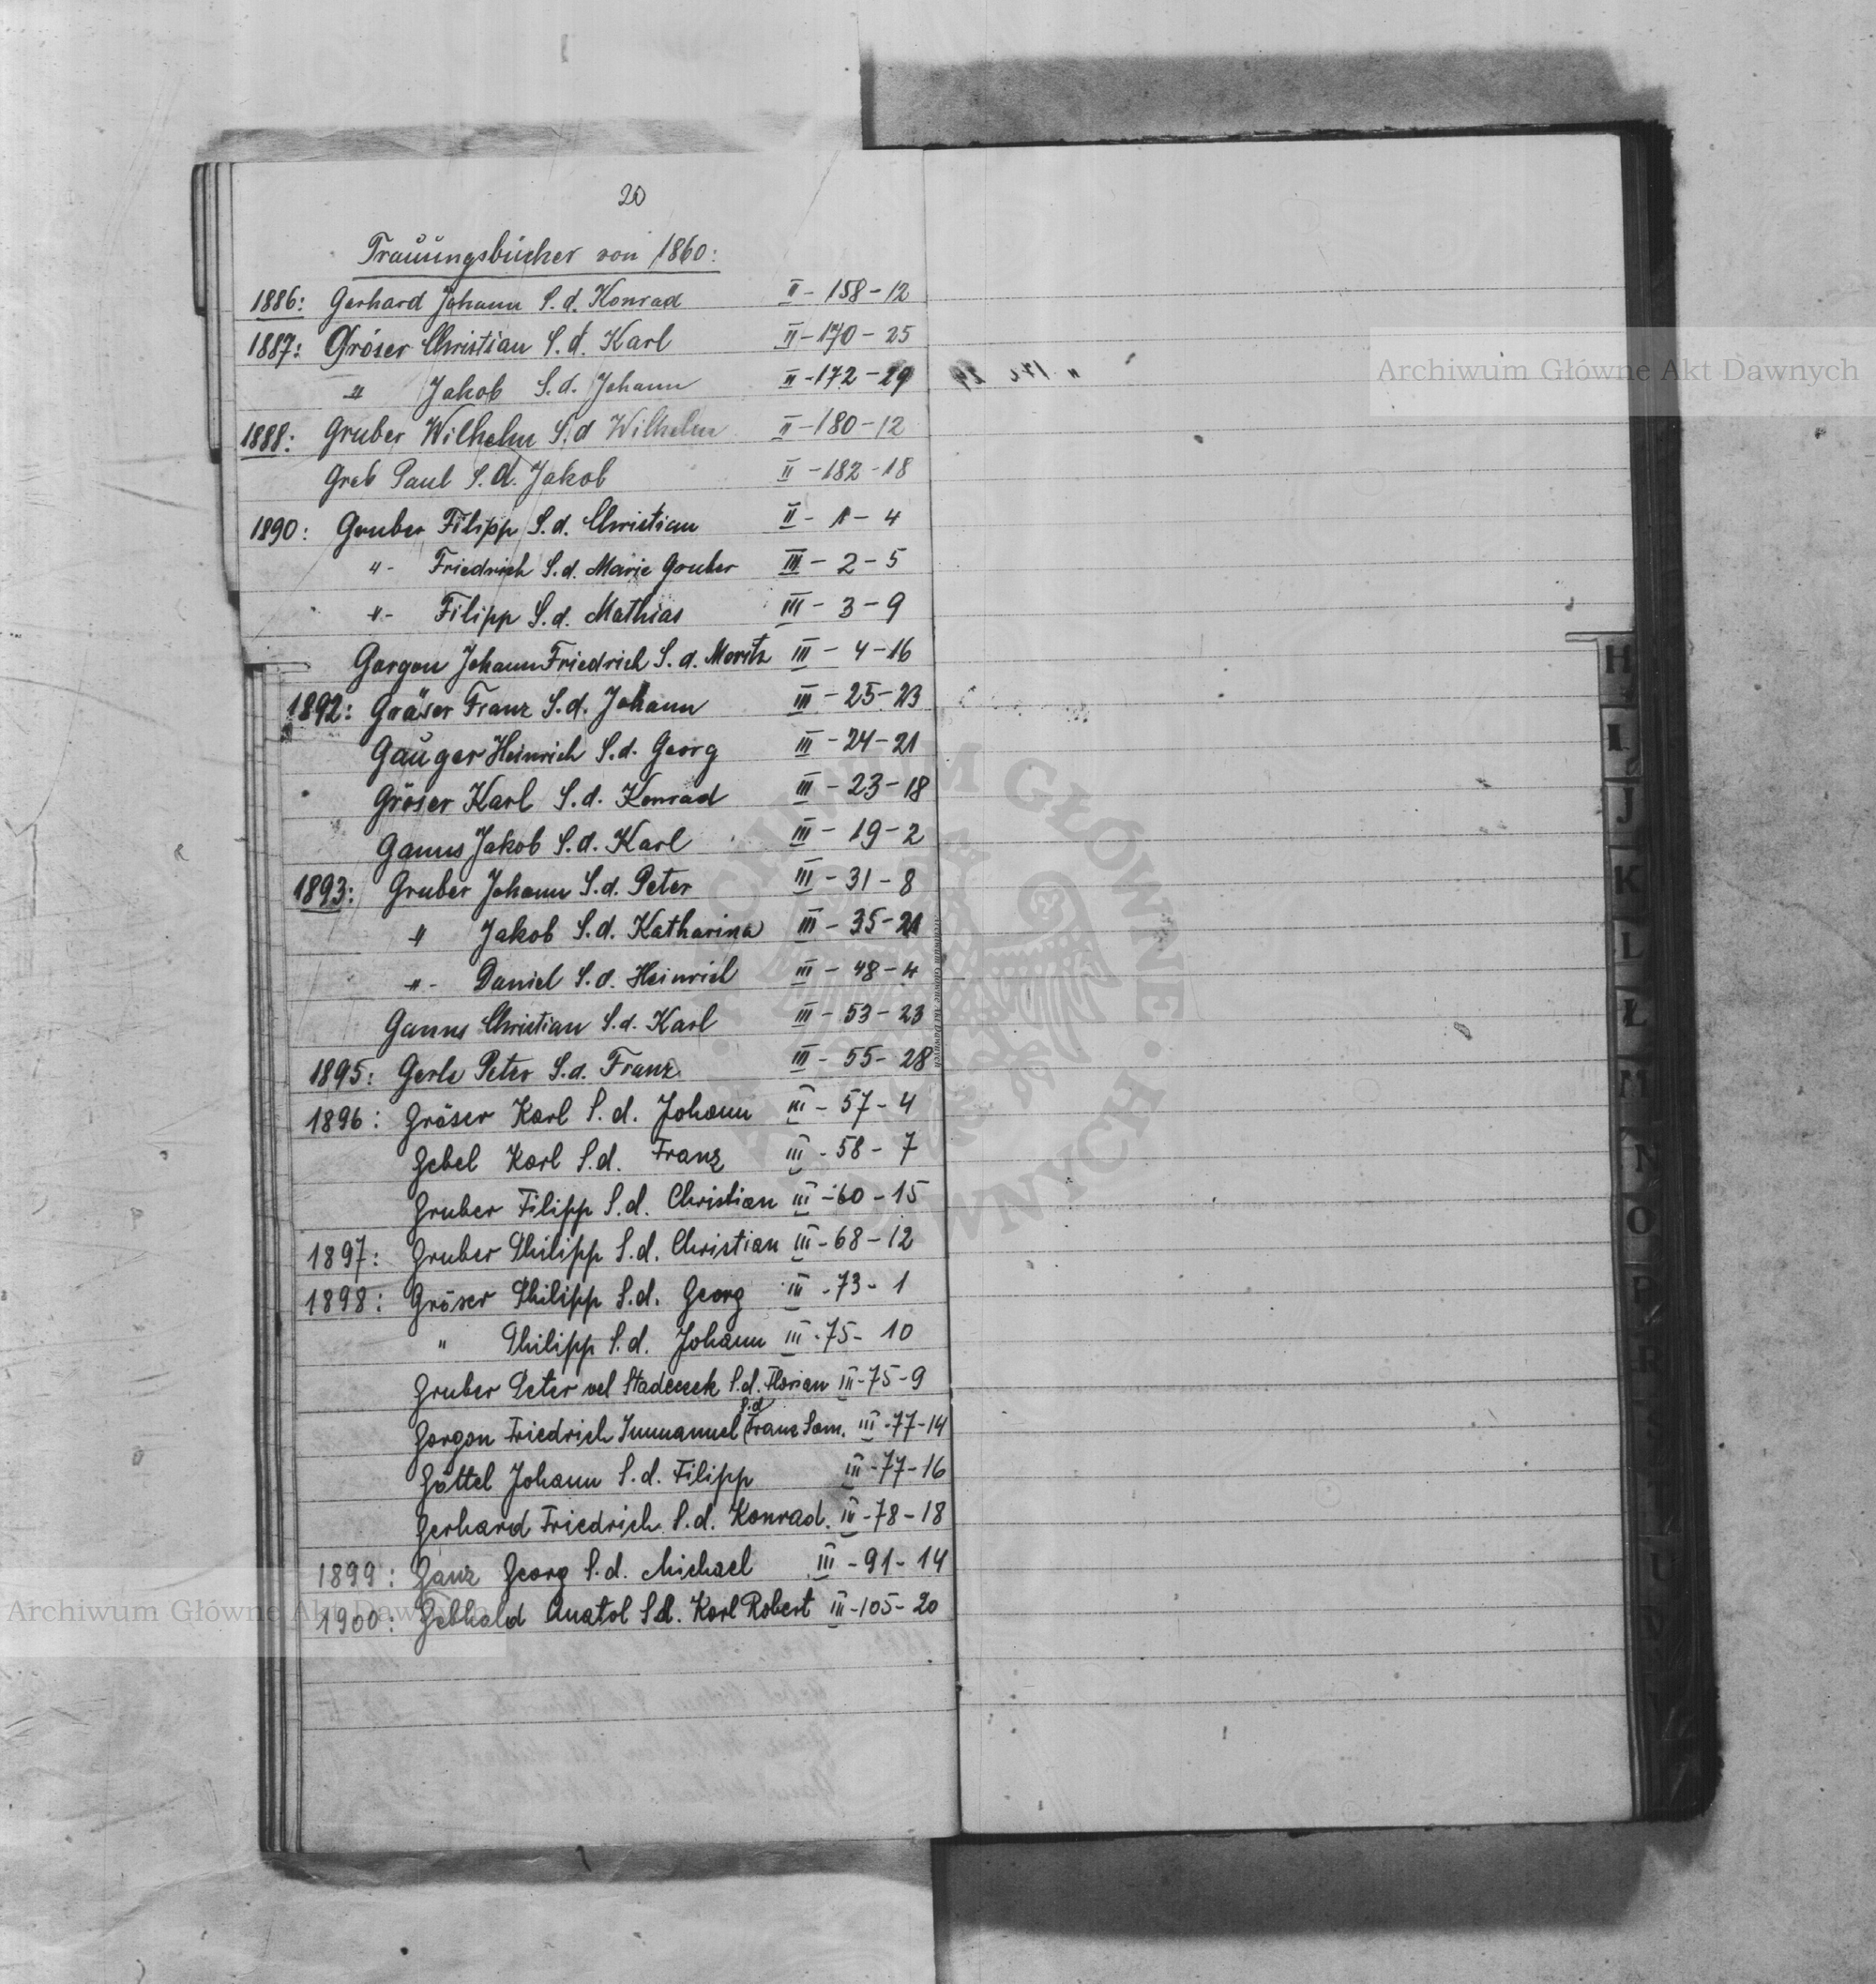 20
Trauungsbücher von 1860:
1886: Gerhard Johann S. d. Konrad II - 158 - 12
1887: Gröser Christian S. d. Karl II - 170 - 25
" Jakob S. d. Johann II - 172 - 29
1888: Gruber Wilhelm S. d Wilhelm II - 180 - 12
Greb Paul S. d. Jakob II - 182 - 18
1890: Gruber Filipp S. d. Christian II - 1 - 4
" - Friedrich S. d. Marie Gruber III - 2 - 5
" - Filipp S. d. Mathias III - 3 - 9
Gorgon Johann Friedrich S. d. Moritz III - 4 - 16
1892: Gräser Franz S. d. Johann III - 25 - 23
Gauger Heinrich S. d. Georg III - 24 - 21
Gröser Karl S. d. Konrad III - 23 - 18
Ganns Jakob S. d. Karl III - 19 - 2
1893: Gruber Johann S. d. Peter III - 31 - 8
" Jakob S. d. Katharina III - 35 - 21
" - Daniel S. d. Heinrich III - 48 - 4
Ganns Christian S. d. Karl III - 53 - 23
1895: Gerle Peter S. d. Franz III - 55 - 28
1896: Gröser Karl S. d. Johann III - 57 - 4
Gebel Karl S. d. Franz III - 58 - 7
Gruber Filipp S. d. Christian III - 60 - 15
1897: Gruber Philipp S. d. Christian III - 68 - 12
1898: Gröser Philipp S. d. Georg III - 73 - 1
" Philipp S. d. Johann III - 75 - 10
Gruber Peter vel S. d. Florian III - 75 - 9
Gorgon Friedrich Immanuel S. d Franz Sam. III - 77 - 14
Göttel Johann S. d. Filipp III - 77 - 16
Gerhard Friedrich S. d. Konrad. III - 78 - 18
1899: Ganz Georg S. d. Michael III - 91 - 14
1900: Gebhald Anatol S. d. Karl Robert III - 105 - 20
H
I
J
K
L
Ł
M
N
O
P
R
S
T
U
V
Archiwum Główne Akt Dawnych
Archiwum Główne Akt Dawnych
ARCHIWUM GŁÓWNE AKT DAWNYCH
Archiwum Główne Akt Dawnych